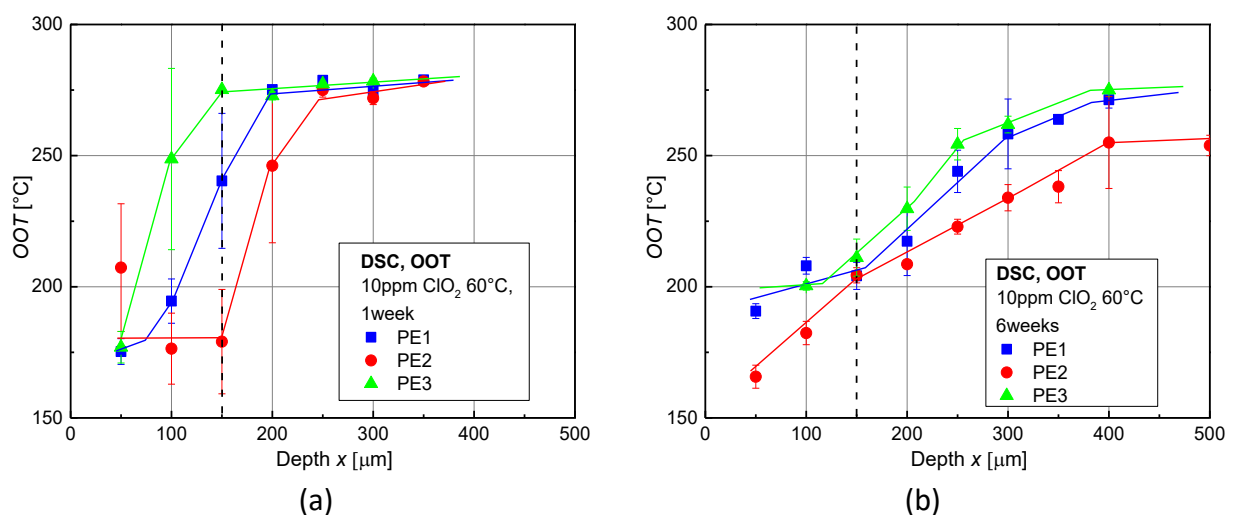 300
250
200
150
OOT [°C]
0 100 200 300 400 500
Depth x [μm]
DSC, OOT
10ppm ClO₂ 60°C,
1week
PE1
PE2
PE3
(a)
300
250
200
150
OOT [°C]
0 100 200 300 400 500
Depth x [μm]
DSC, OOT
10ppm ClO₂ 60°C
6weeks
PE1
PE2
PE3
(b)